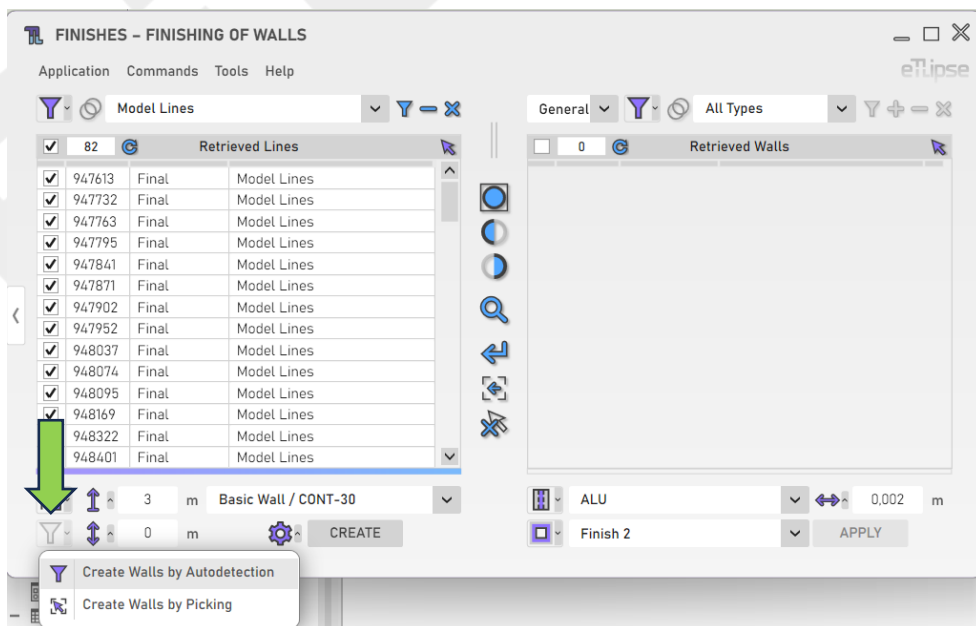 FINISHES – FINISHING OF WALLS
Application Commands Tools Help
eTLipse
Model Lines
General All Types
82 Retrieved Lines
0 Retrieved Walls
947613 Final Model Lines
947732 Final Model Lines
947763 Final Model Lines
947795 Final Model Lines
947841 Final Model Lines
947871 Final Model Lines
947902 Final Model Lines
947952 Final Model Lines
948037 Final Model Lines
948074 Final Model Lines
948095 Final Model Lines
948169 Final Model Lines
948322 Final Model Lines
948401 Final Model Lines
3 m Basic Wall / CONT-30
ALU 0,002 m
0 m CREATE
Finish 2 APPLY
Create Walls by Autodetection
Create Walls by Picking